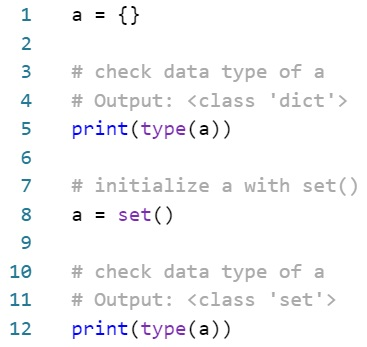 1 a = {}
2
3 # check data type of a
4 # Output: <class 'dict'>
5 print(type(a))
6
7 # initialize a with set()
8 a = set()
9
10 # check data type of a
11 # Output: <class 'set'>
12 print(type(a))